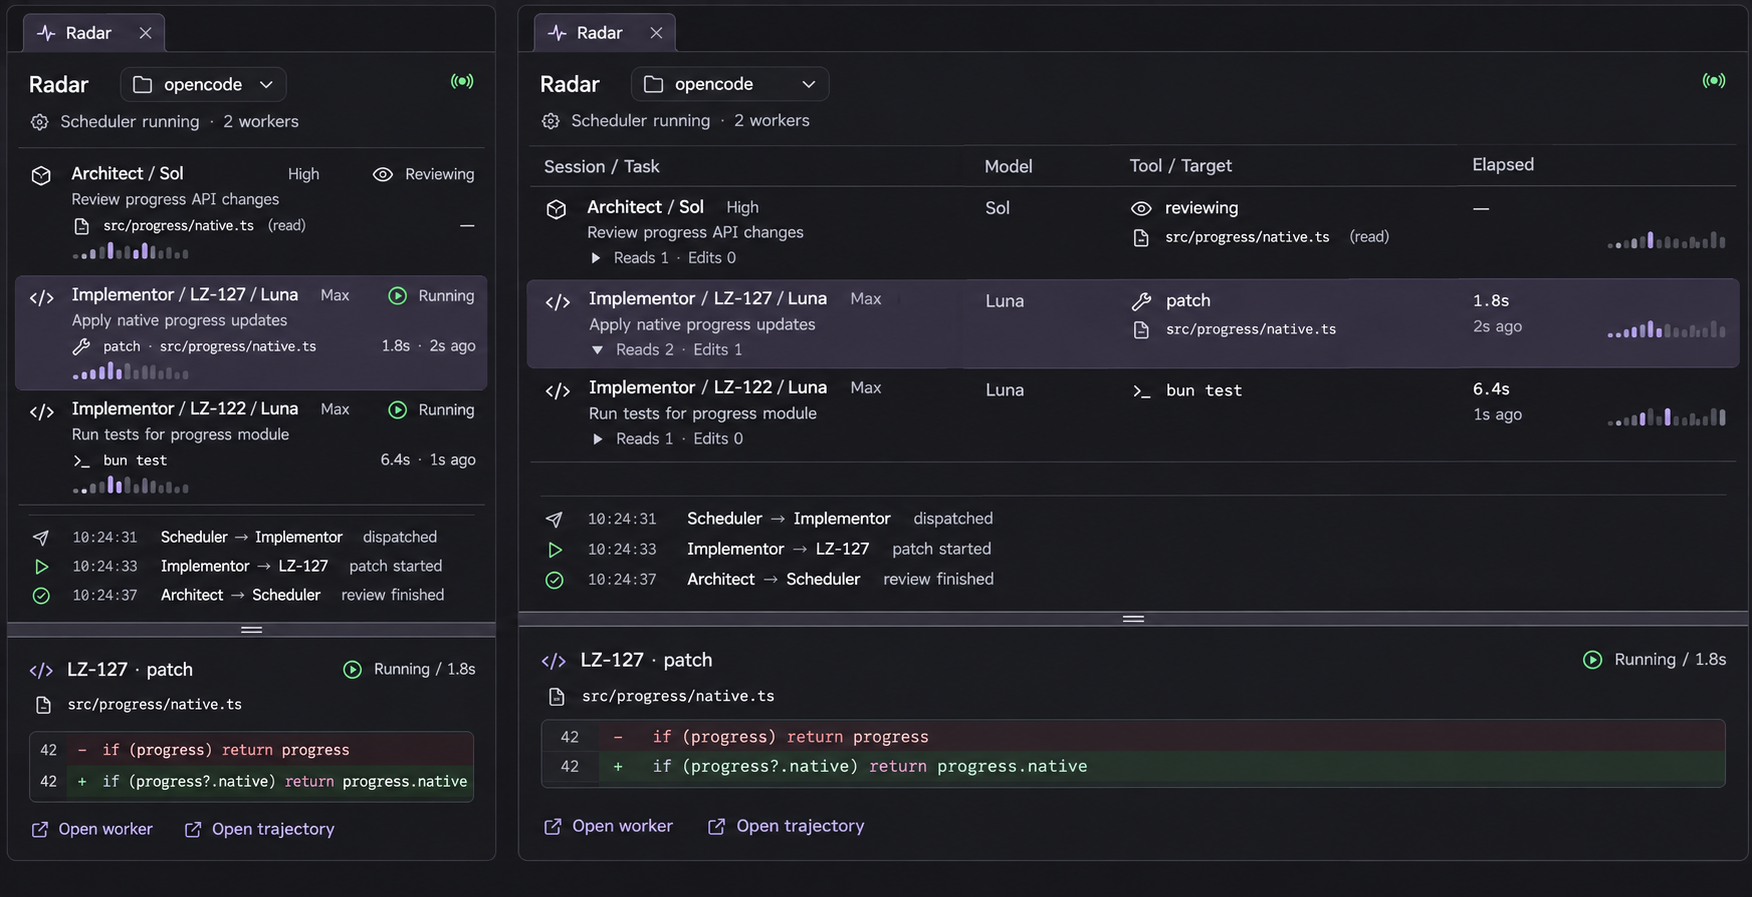 Radar
Radar
opencode
Scheduler running · 2 workers
Architect / Sol High Reviewing
Review progress API changes
src/progress/native.ts (read) —
Implementor / LZ-127 / Luna Max Running
Apply native progress updates
patch · src/progress/native.ts 1.8s · 2s ago
Implementor / LZ-122 / Luna Max Running
Run tests for progress module
bun test 6.4s · 1s ago
10:24:31 Scheduler → Implementor dispatched
10:24:33 Implementor → LZ-127 patch started
10:24:37 Architect → Scheduler review finished
LZ-127 · patch Running / 1.8s
src/progress/native.ts
42 - if (progress) return progress
42 + if (progress?.native) return progress.native
Open worker Open trajectory
Radar
Radar
opencode
Scheduler running · 2 workers
Session / Task Model Tool / Target Elapsed
Architect / Sol High Sol reviewing —
Review progress API changes src/progress/native.ts (read)
Reads 1 · Edits 0
Implementor / LZ-127 / Luna Max Luna patch 1.8s
Apply native progress updates src/progress/native.ts 2s ago
Reads 2 · Edits 1
Implementor / LZ-122 / Luna Max Luna bun test 6.4s
Run tests for progress module 1s ago
Reads 1 · Edits 0
10:24:31 Scheduler → Implementor dispatched
10:24:33 Implementor → LZ-127 patch started
10:24:37 Architect → Scheduler review finished
LZ-127 · patch Running / 1.8s
src/progress/native.ts
42 - if (progress) return progress
42 + if (progress?.native) return progress.native
Open worker Open trajectory